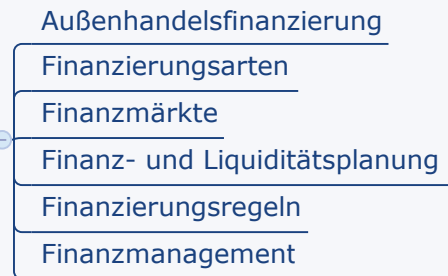 Außenhandelsfinanzierung
Finanzierungsarten
Finanzmärkte
Finanz- und Liquiditätsplanung
Finanzierungsregeln
Finanzmanagement